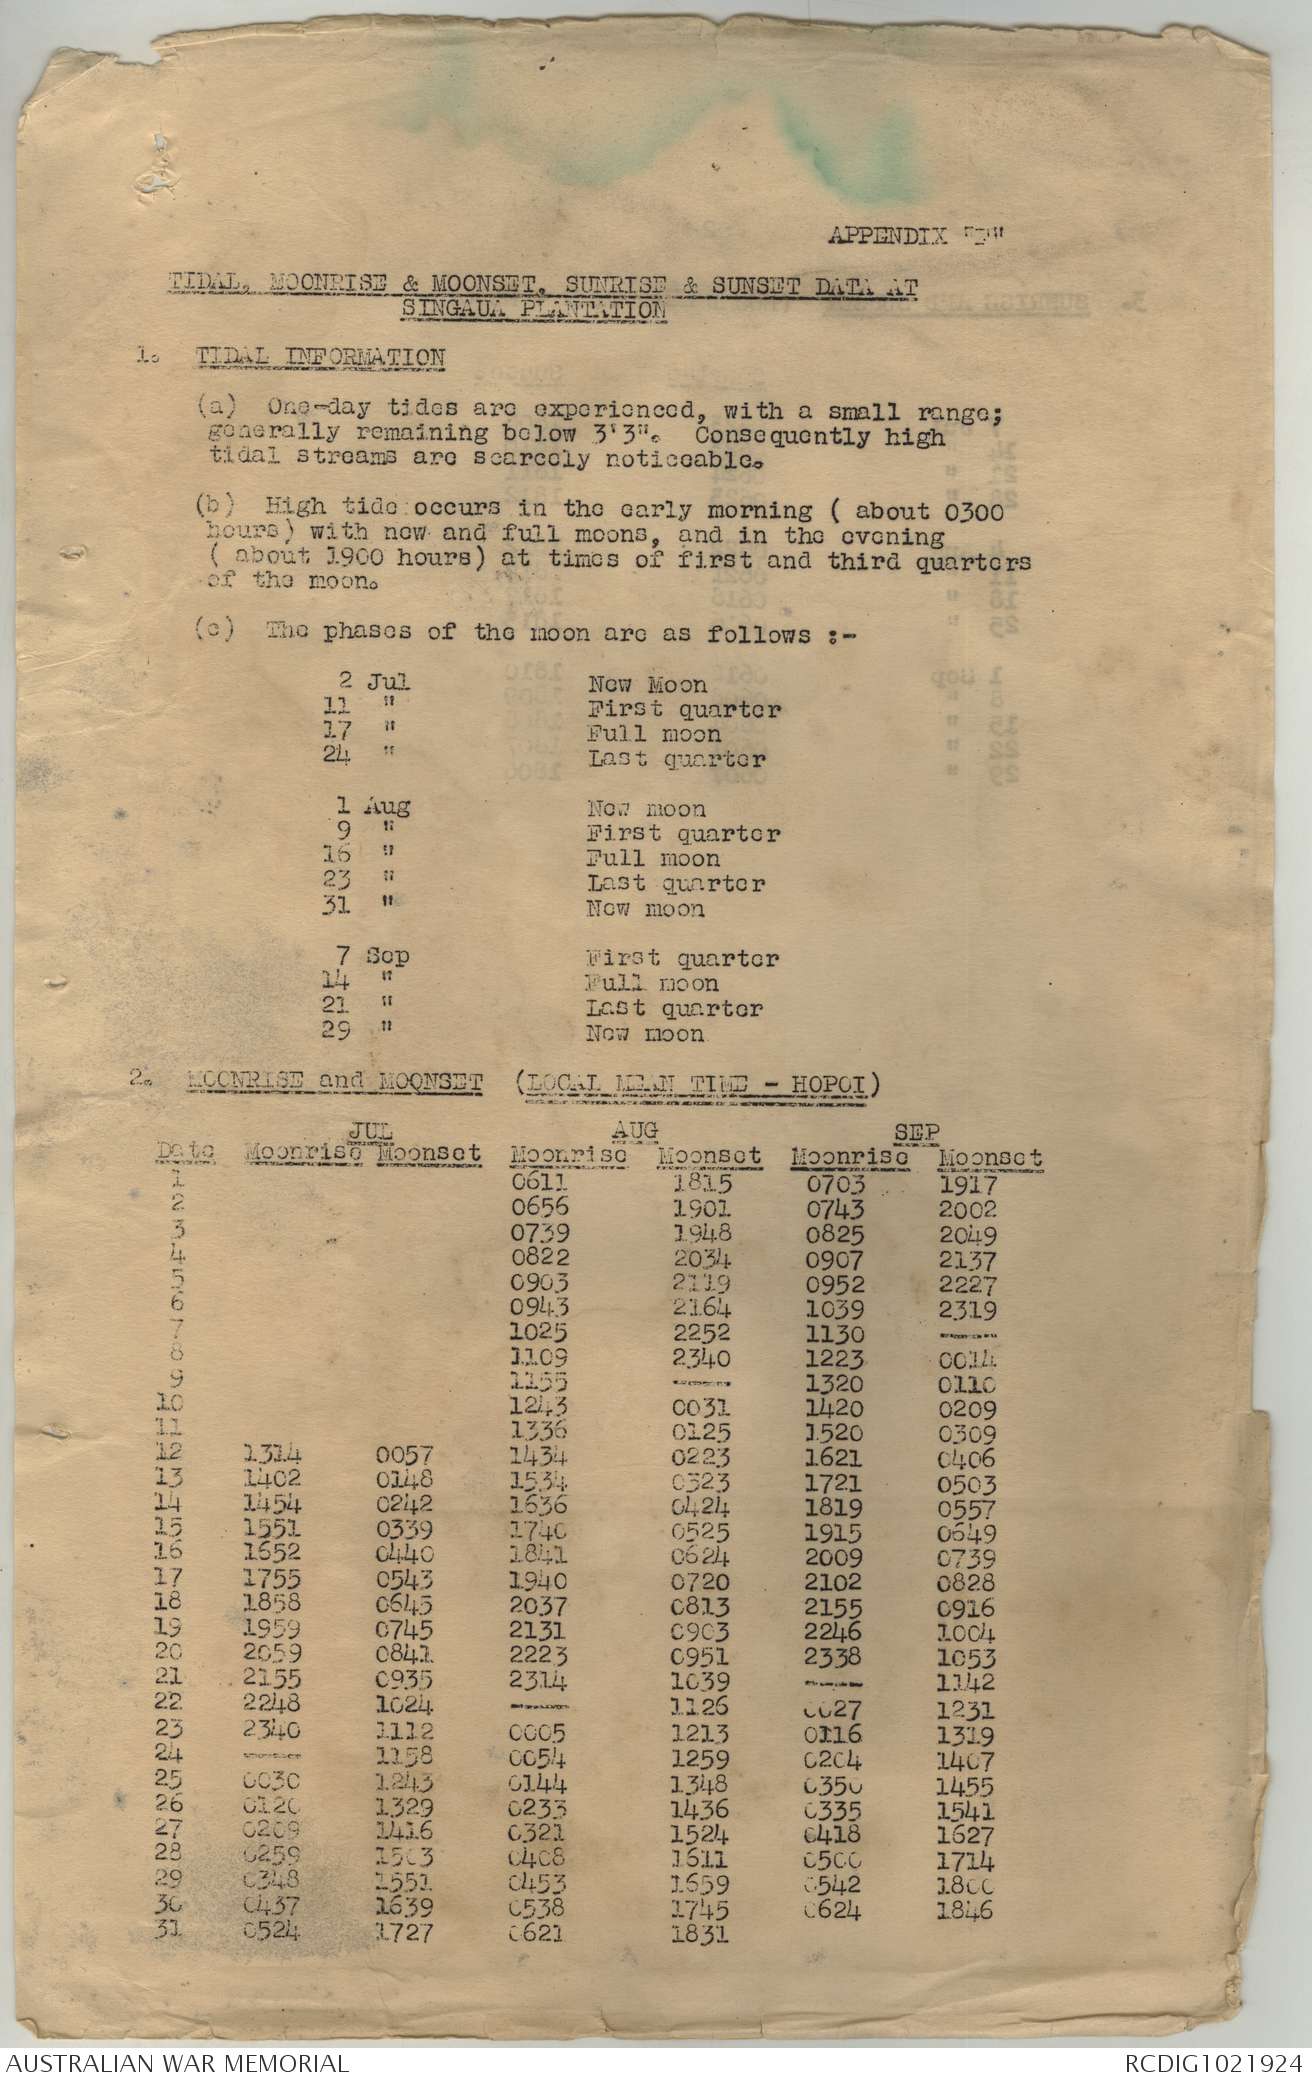 APPENDIX
TIDAL, MOONRISE & MOONSET, SUNRISE & SUNSET DATA AT
SINGAUA PLANTATION
1. TIDAL INFORMATION
(a) One-day tides are experienced, with a small range;
generally remaining below 3'3". Consequently high
tidal streams are scarcely noticeable.
(b) High tide occurs in the early morning ( about 0300
hours) with new and full moons, and in the evening
( about 1900 hours) at times of first and third quarters
of the moon.
(c) The phases of the moon are as follows :-
2 Jul New Moon
11 " First quarter
17 " Full moon
24 " Last quarter
1 Aug New moon
9 " First quarter
16 " Full moon
23 " Last quarter
31 " New moon
7 Sep First quarter
14 " Full moon
21 " Last quarter
29 " New moon
2. MOONRISE and MOONSET (LOCAL MEAN TIME - HOPOI)
JUL AUG SEP
Date Moonrise Moonset Moonrise Moonset Moonrise Moonset
1 0611 1815 0703 1917
2 0656 1901 0743 2002
3 0739 1948 0825 2049
4 0822 2034 0907 2137
5 0903 2119 0952 2227
6 0943 2164 1039 2319
7 1025 2252 1130 ----
8 1109 2340 1223 0014
9 1155 ---- 1320 0110
10 1243 0031 1420 0209
11 1336 0125 1520 0309
12 1314 0057 1434 0223 1621 0406
13 1402 0148 1534 0323 1721 0503
14 1454 0242 1636 0424 1819 0557
15 1551 0339 1740 0525 1915 0649
16 1652 0440 1841 0624 2009 0739
17 1755 0543 1940 0720 2102 0828
18 1858 0645 2037 0813 2155 0916
19 1959 0745 2131 0903 2246 1004
20 2059 0841 2223 0951 2338 1053
21 2155 0935 2314 1039 ---- 1142
22 2248 1024 ---- 1126 0027 1231
23 2340 1112 0005 1213 0116 1319
24 ---- 1158 0054 1259 0204 1407
25 0030 1243 0144 1348 0350 1455
26 0120 1329 0233 1436 0335 1541
27 0209 1416 0321 1524 0418 1627
28 0259 1503 0408 1611 0500 1714
29 0348 1551 0453 1659 0542 1800
30 0437 1639 0538 1745 0624 1846
31 0524 1727 0621 1831
AUSTRALIAN WAR MEMORIAL RCDIG1021924